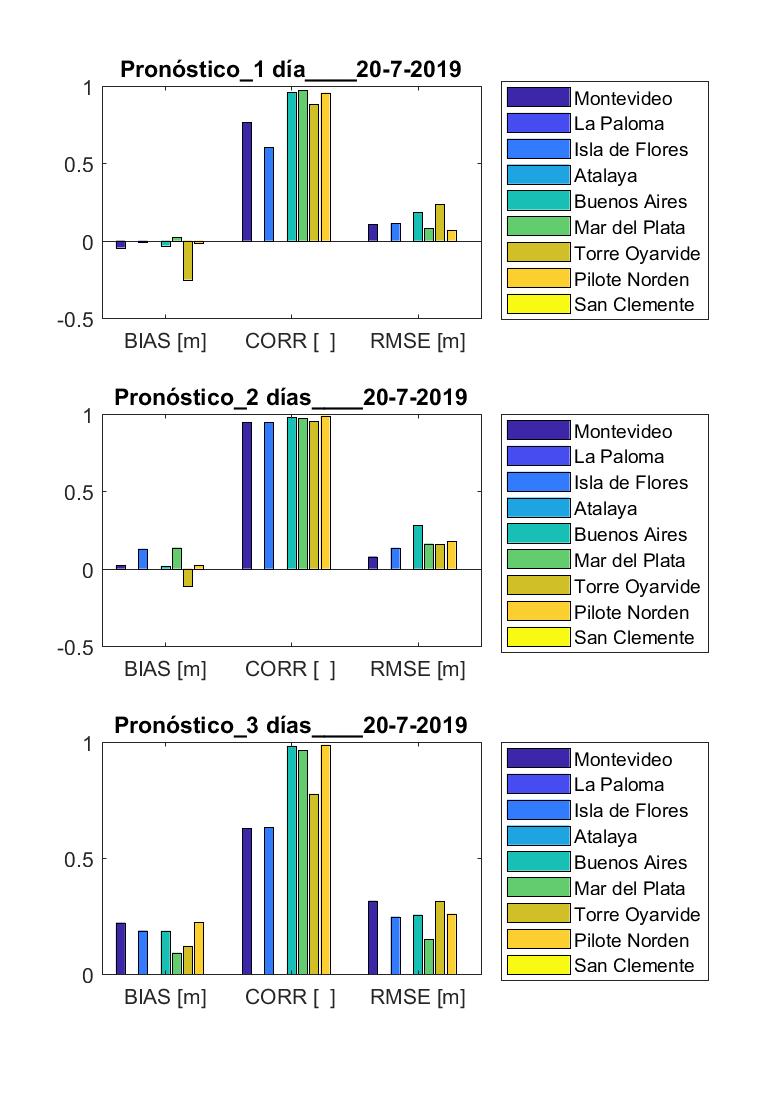 Pronóstico_1 día____20-7-2019
1
0.5
0
-0.5
BIAS [m] CORR [ ] RMSE [m]
Montevideo
La Paloma
Isla de Flores
Atalaya
Buenos Aires
Mar del Plata
Torre Oyarvide
Pilote Norden
San Clemente
Pronóstico_2 días____20-7-2019
1
0.5
0
-0.5
BIAS [m] CORR [ ] RMSE [m]
Montevideo
La Paloma
Isla de Flores
Atalaya
Buenos Aires
Mar del Plata
Torre Oyarvide
Pilote Norden
San Clemente
Pronóstico_3 días____20-7-2019
1
0.5
0
BIAS [m] CORR [ ] RMSE [m]
Montevideo
La Paloma
Isla de Flores
Atalaya
Buenos Aires
Mar del Plata
Torre Oyarvide
Pilote Norden
San Clemente